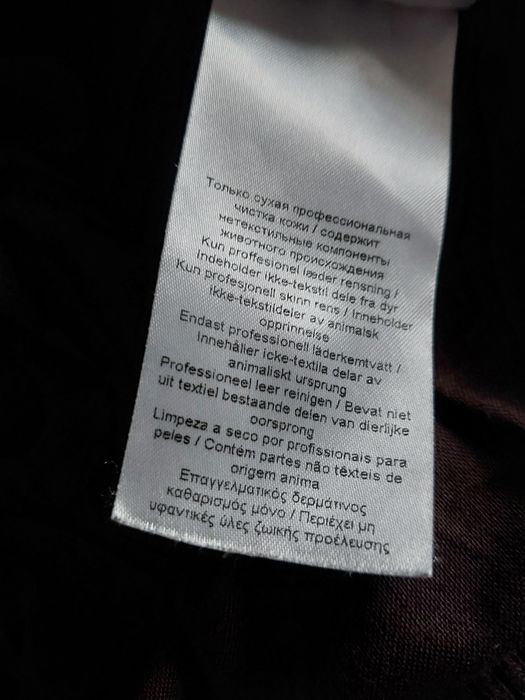 Только сухая профессиональная
чистка кожи / содержит
нетекстильные компоненты
животного происхождения
Kun profesionel læder rensning /
Indeholder ikke-tekstil dele fra dyr
Kun profesjonell skinn rens / Inneholder
ikke-tekstildeler av animalsk
opprinnelse
Endast professionell läderkemtvätt /
Innehåller icke-textila delar av
animaliskt ursprung
Professioneel leer reinigen / Bevat niet
uit textiel bestaande delen van dierlijke
oorsprong
Limpeza a seco por profissionais para
peles / Contém partes não têxteis de
origem anima
Επαγγελματικός δερμάτινος
καθαρισμός μόνο / Περιέχει μη
υφαντικές ύλες ζωικής προέλευσης